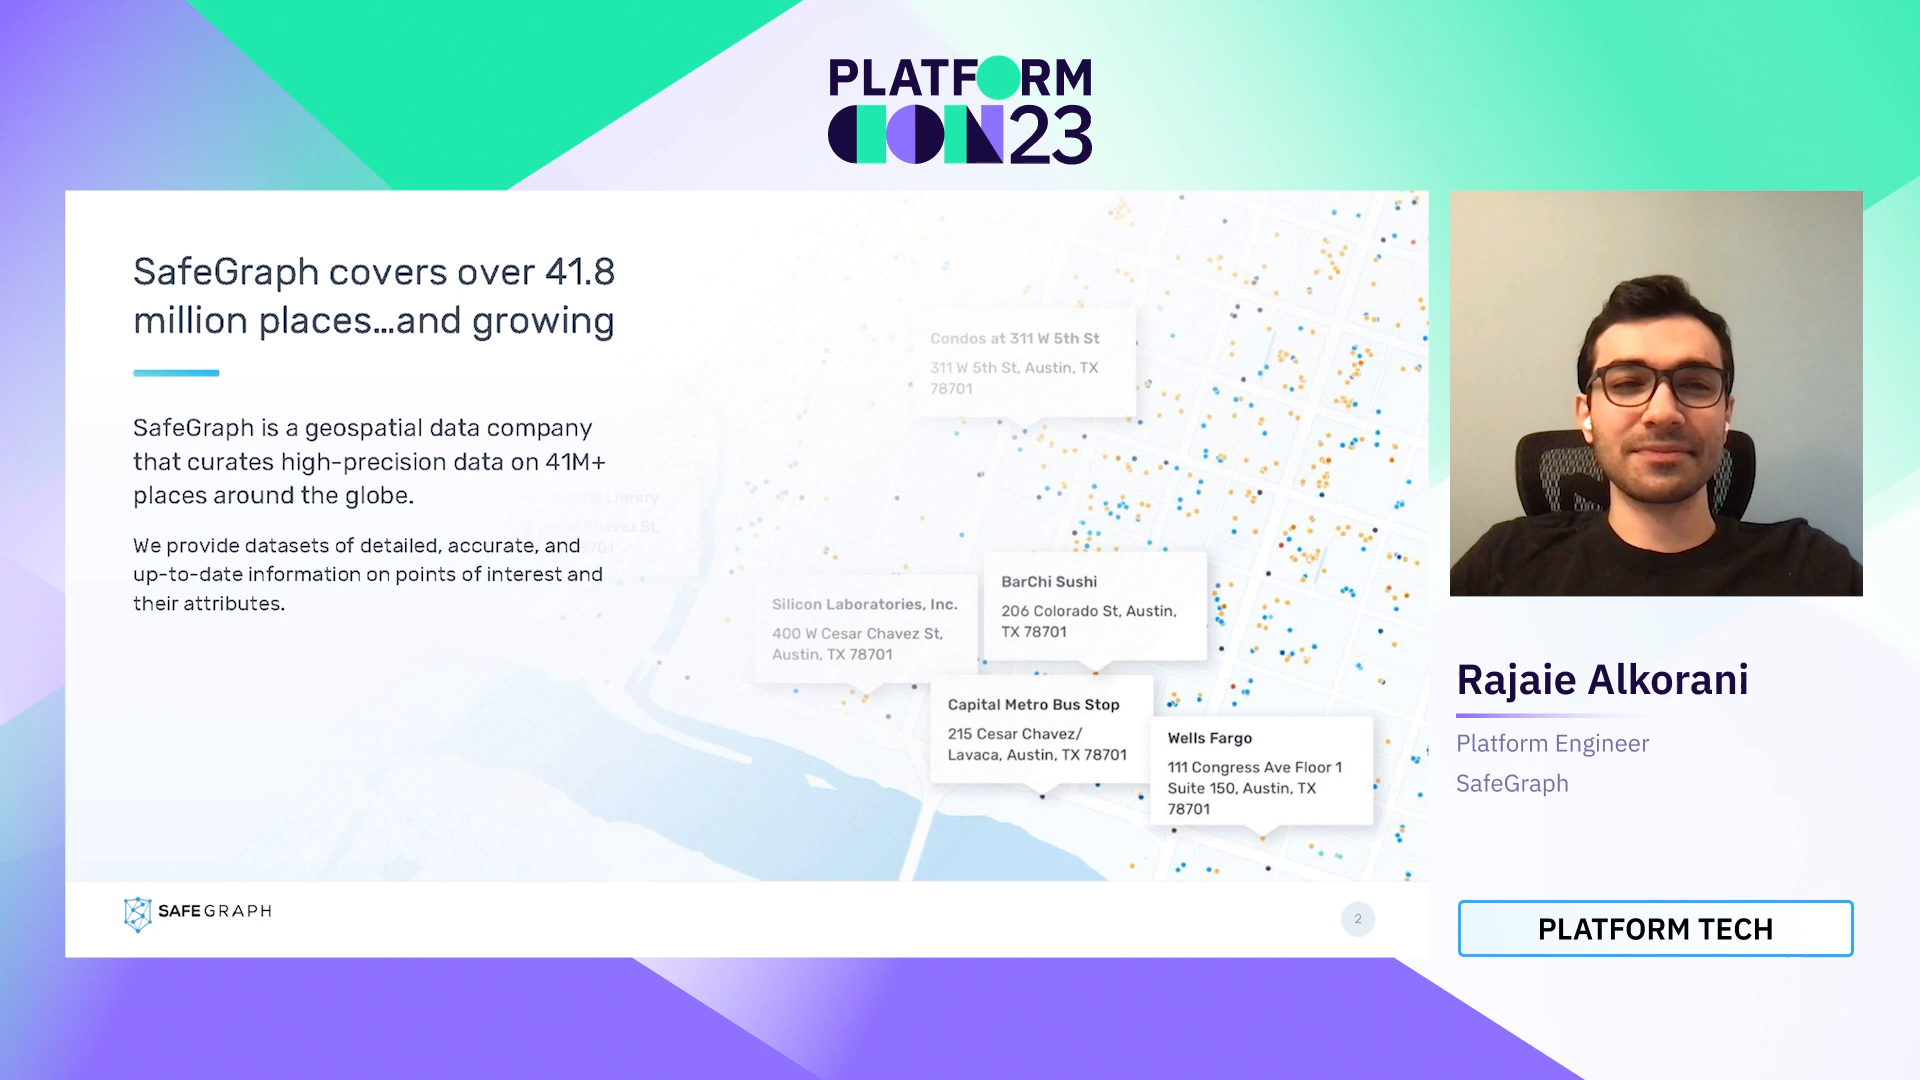 PLATFORM
CON23
SafeGraph covers over 41.8
million places...and growing
SafeGraph is a geospatial data company
that curates high-precision data on 41M+
places around the globe.
We provide datasets of detailed, accurate, and
up-to-date information on points of interest and
their attributes.
Central Library
Chavez St.
Condos at 311 W 5th St
311 W 5th St, Austin, TX
78701
Silicon Laboratories, Inc.
400 W Cesar Chavez St,
Austin, TX 78701
BarChi Sushi
206 Colorado St, Austin,
TX 78701
Capital Metro Bus Stop
215 Cesar Chavez/
Lavaca, Austin, TX 78701
Wells Fargo
111 Congress Ave Floor 1
Suite 150, Austin, TX
78701
SAFEGRAPH
2
Rajaie Alkorani
Platform Engineer
SafeGraph
PLATFORM TECH